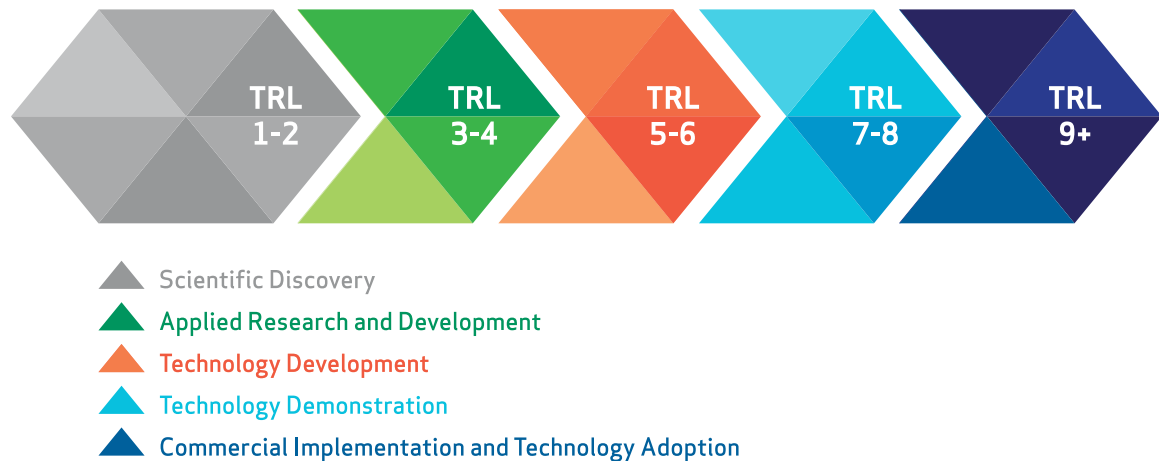 TRL
1-2
TRL
3-4
TRL
5-6
TRL
7-8
TRL
9+
Scientific Discovery
Applied Research and Development
Technology Development
Technology Demonstration
Commercial Implementation and Technology Adoption